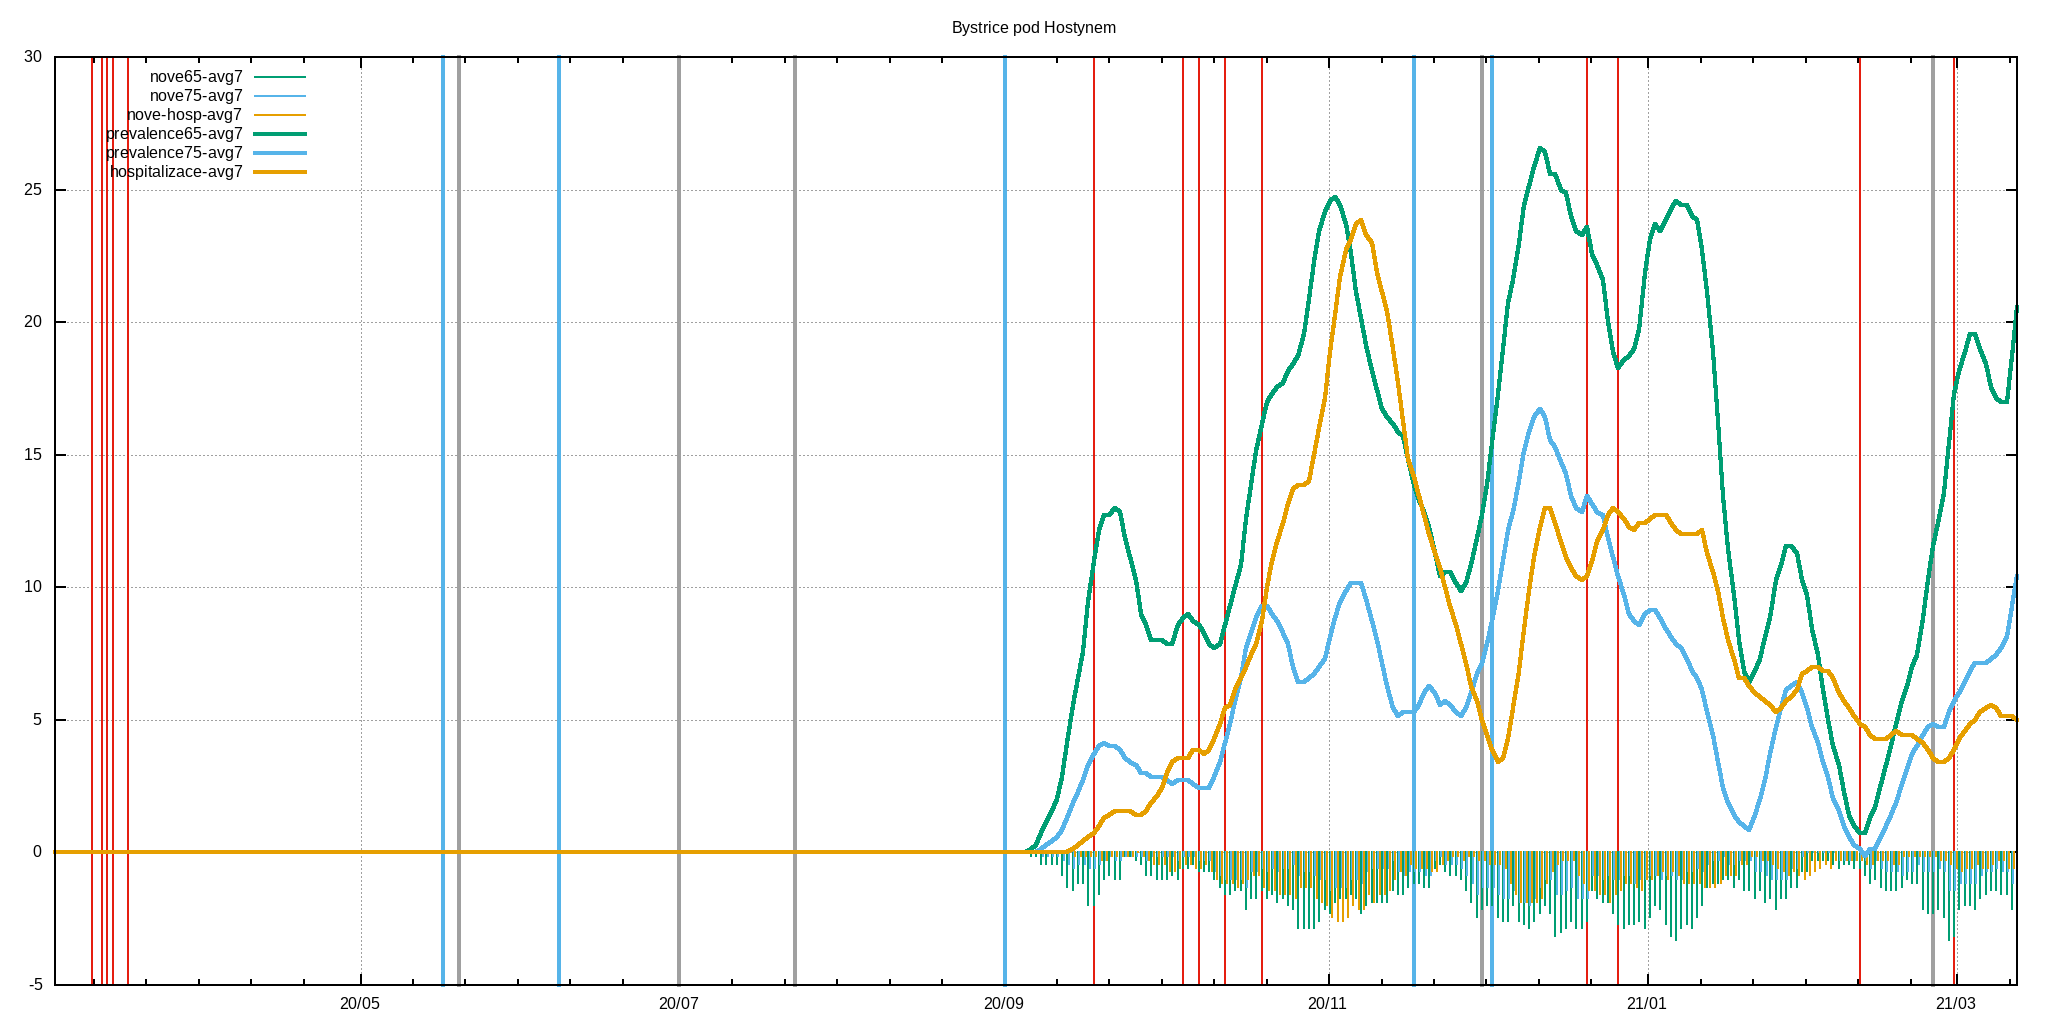 Bystrice pod Hostynem
30
25
20
15
10
5
0
-5
nove65-avg7
nove75-avg7
nove-hosp-avg7
prevalence65-avg7
prevalence75-avg7
hospitalizace-avg7
20/05
20/07
20/09
20/11
21/01
21/03